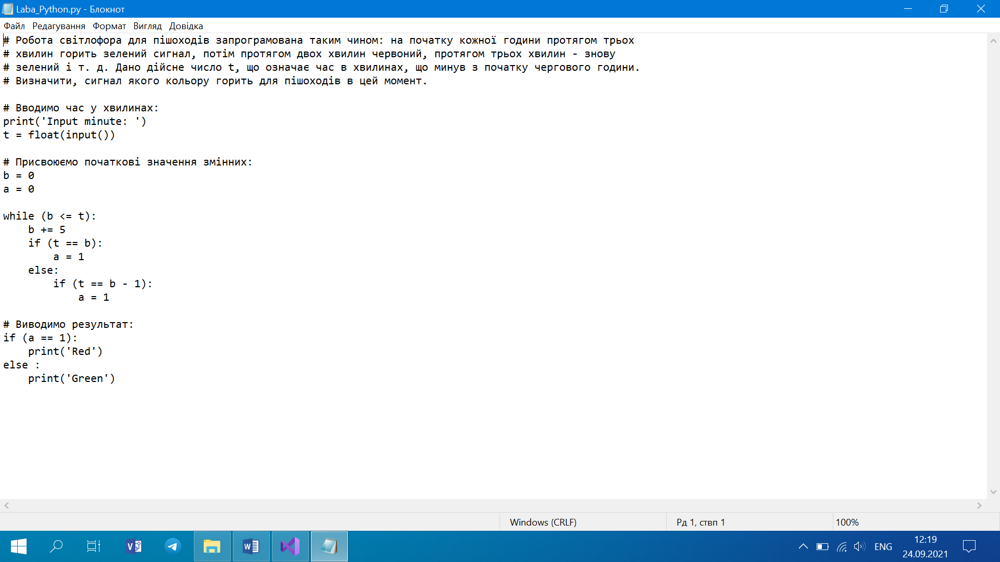 Laba_Python.py - Блокнот
Файл Редагування Формат Вигляд Довідка
# Робота світлофора для пішоходів запрограмована таким чином: на початку кожної години протягом трьох
# хвилин горить зелений сигнал, потім протягом двох хвилин червоний, протягом трьох хвилин - знову
# зелений і т. д. Дано дійсне число t, що означає час в хвилинах, що минув з початку чергового години.
# Визначити, сигнал якого кольору горить для пішоходів в цей момент.
# Вводимо час у хвилинах:
print('Input minute: ')
t = float(input())
# Присвоюємо початкові значення змінних:
b = 0
a = 0
while (b <= t):
    b += 5
    if (t == b):
        a = 1
    else:
        if (t == b - 1):
            a = 1
# Виводимо результат:
if (a == 1):
    print('Red')
else :
    print('Green')
Windows (CRLF) Рд 1, ствп 1 100%
ENG 12:19
24.09.2021